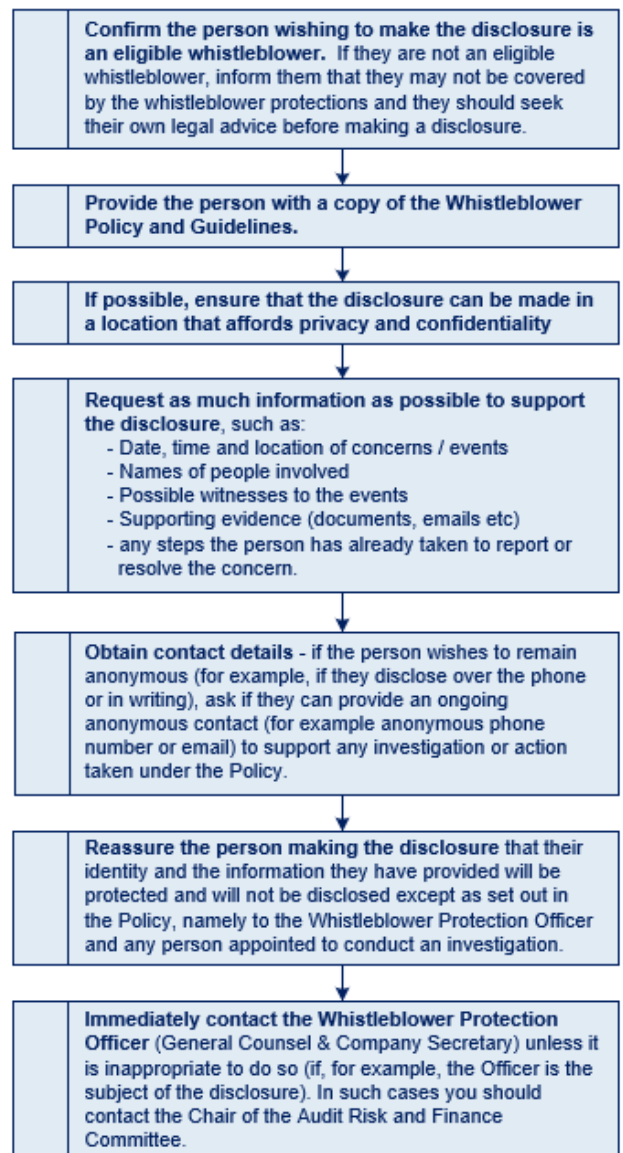 Confirm the person wishing to make the disclosure is
an eligible whistleblower. If they are not an eligible
whistleblower, inform them that they may not be covered
by the whistleblower protections and they should seek
their own legal advice before making a disclosure.
Provide the person with a copy of the Whistleblower
Policy and Guidelines.
If possible, ensure that the disclosure can be made in
a location that affords privacy and confidentiality
Request as much information as possible to support
the disclosure, such as:
- Date, time and location of concerns / events
- Names of people involved
- Possible witnesses to the events
- Supporting evidence (documents, emails etc)
- any steps the person has already taken to report or
resolve the concern.
Obtain contact details - if the person wishes to remain
anonymous (for example, if they disclose over the phone
or in writing), ask if they can provide an ongoing
anonymous contact (for example anonymous phone
number or email) to support any investigation or action
taken under the Policy.
Reassure the person making the disclosure that their
identity and the information they have provided will be
protected and will not be disclosed except as set out in
the Policy, namely to the Whistleblower Protection Officer
and any person appointed to conduct an investigation.
Immediately contact the Whistleblower Protection
Officer (General Counsel & Company Secretary) unless it
is inappropriate to do so (if, for example, the Officer is the
subject of the disclosure). In such cases you should
contact the Chair of the Audit Risk and Finance
Committee.